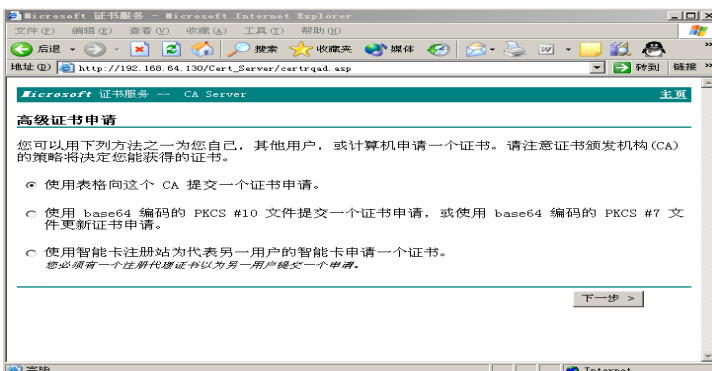 Microsoft 证书服务 - Microsoft Internet Explorer
文件(F) 编辑(E) 查看(V) 收藏(A) 工具(T) 帮助(H)
后退 搜索 收藏夹 媒体
地址(D) http://192.168.64.130/Cert_Server/certrqad.asp 转到 链接
Microsoft 证书服务 -- CA Server 主页
高级证书申请
您可以用下列方法之一为您自己，其他用户，或计算机申请一个证书。请注意证书颁发机构(CA)
的策略将决定您能获得的证书。
使用表格向这个 CA 提交一个证书申请。
使用 base64 编码的 PKCS #10 文件提交一个证书申请，或使用 base64 编码的 PKCS #7 文
件更新证书申请。
使用智能卡注册站为代表另一用户的智能卡申请一个证书。
您必须有一个注册代理证书以为另一用户提交一个申请。
下一步 >
完毕 Internet